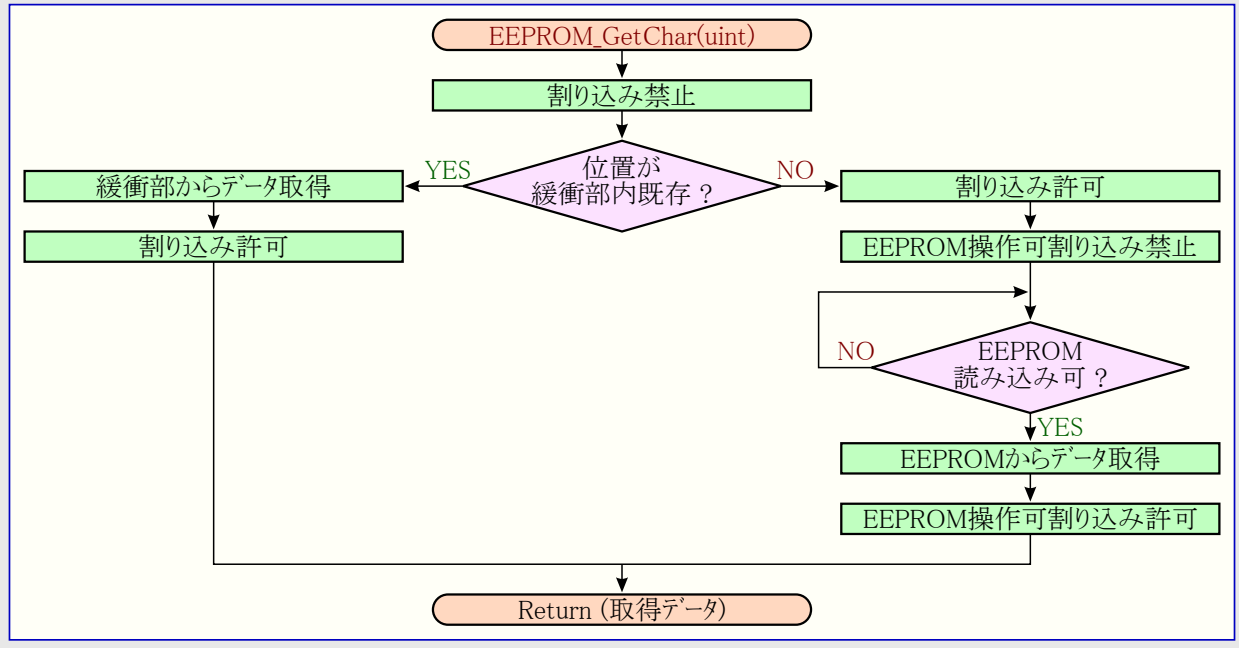 EEPROM_GetChar(uint)
割り込み禁止
位置が
緩衝部内既存 ?
YES
NO
緩衝部からデータ取得
割り込み許可
割り込み許可
EEPROM操作可割り込み禁止
EEPROM
読み込み可 ?
NO
YES
EEPROMからデータ取得
EEPROM操作可割り込み許可
Return (取得データ)